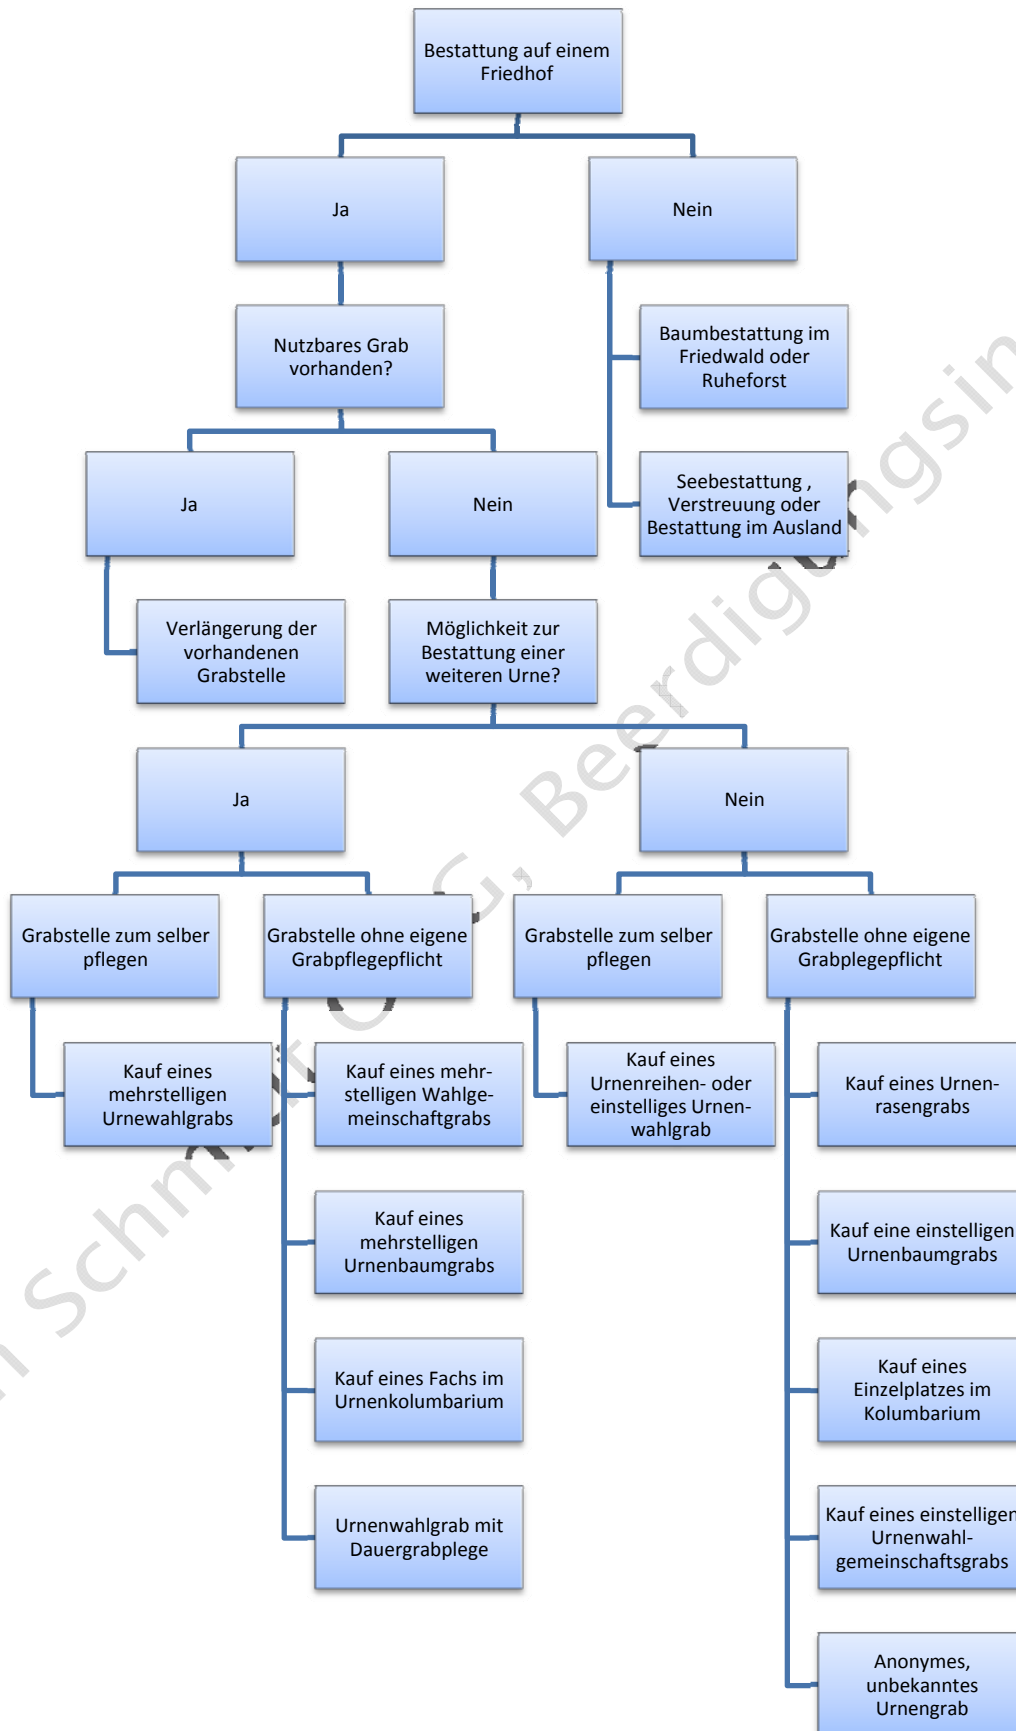 Bestattung auf einem
Friedhof
Ja
Nein
Nutzbares Grab
vorhanden?
Baumbestattung im
Friedwald oder
Ruheforst
Ja
Nein
Seebestattung ,
Verstreuung oder
Bestattung im Ausland
Verlängerung der
vorhandenen
Grabstelle
Möglichkeit zur
Bestattung einer
weiteren Urne?
Ja
Nein
Grabstelle zum selber
pflegen
Grabstelle ohne eigene
Grabpflegepflicht
Grabstelle zum selber
pflegen
Grabstelle ohne eigene
Grabplegepflicht
Kauf eines
mehrstelligen
Urnewahlgrabs
Kauf eines mehr-
stelligen Wahlge-
meinschaftgrabs
Kauf eines
mehrstelligen
Urnenbaumgrabs
Kauf eines Fachs im
Urnenkolumbarium
Urnenwahlgrab mit
Dauergrabplege
Kauf eines
Urnenreihen- oder
einstelliges Urnen-
wahlgrab
Kauf eines Urnen-
rasengrabs
Kauf eine einstelligen
Urnenbaumgrabs
Kauf eines
Einzelplatzes im
Kolumbarium
Kauf eines einstelligen
Urnenwahl-
gemeinschaftsgrabs
Anonymes,
unbekanntes
Urnengrab